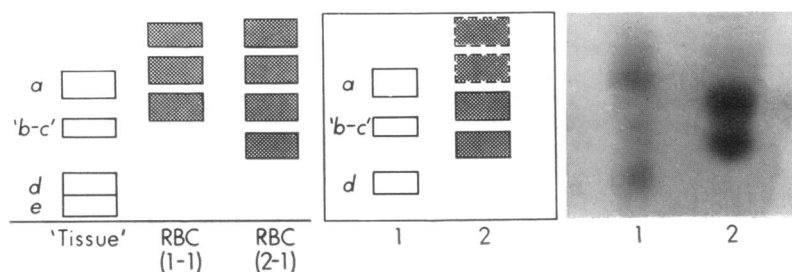 a
'b-c'
d
e
'Tissue' RBC RBC
(1-1) (2-1)
a
'b-c'
d
1 2
1 2